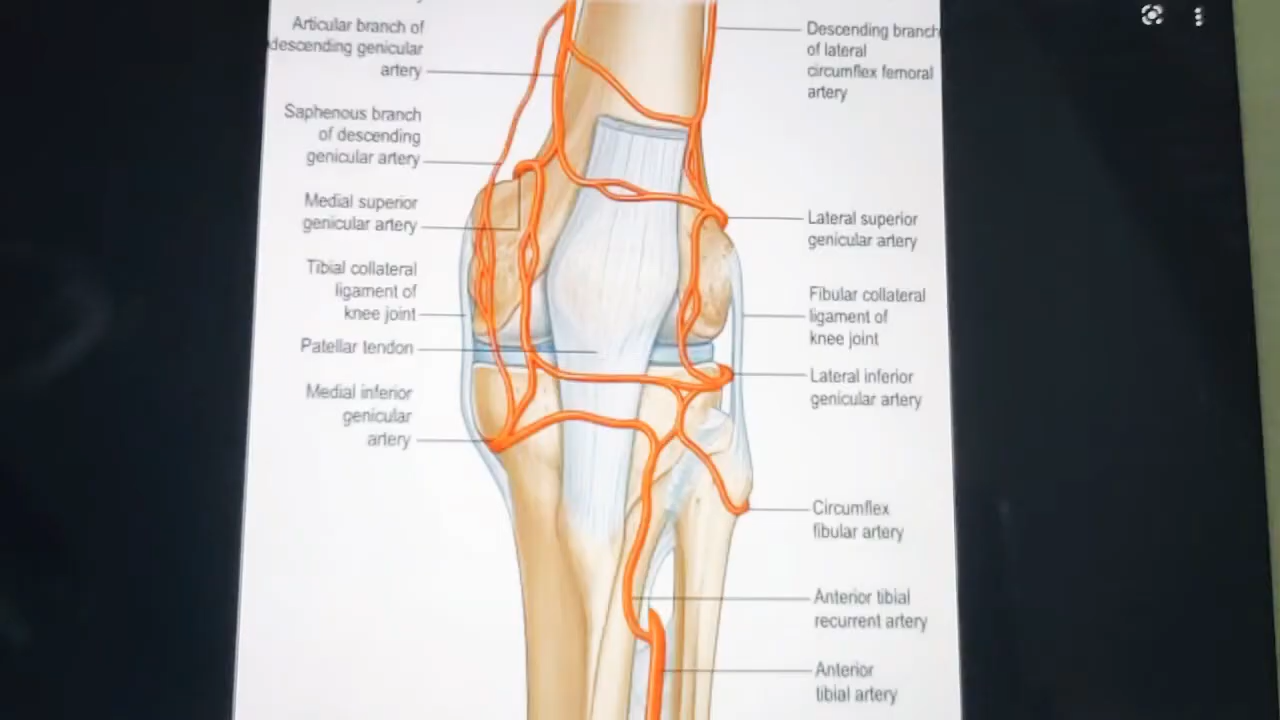 Articular branch of
descending genicular
artery
Saphenous branch
of descending
genicular artery
Medial superior
genicular artery
Tibial collateral
ligament of
knee joint
Patellar tendon
Medial inferior
genicular
artery
Descending branch
of lateral
circumflex femoral
artery
Lateral superior
genicular artery
Fibular collateral
ligament of
knee joint
Lateral inferior
genicular artery
Circumflex
fibular artery
Anterior tibial
recurrent artery
Anterior
tibial artery